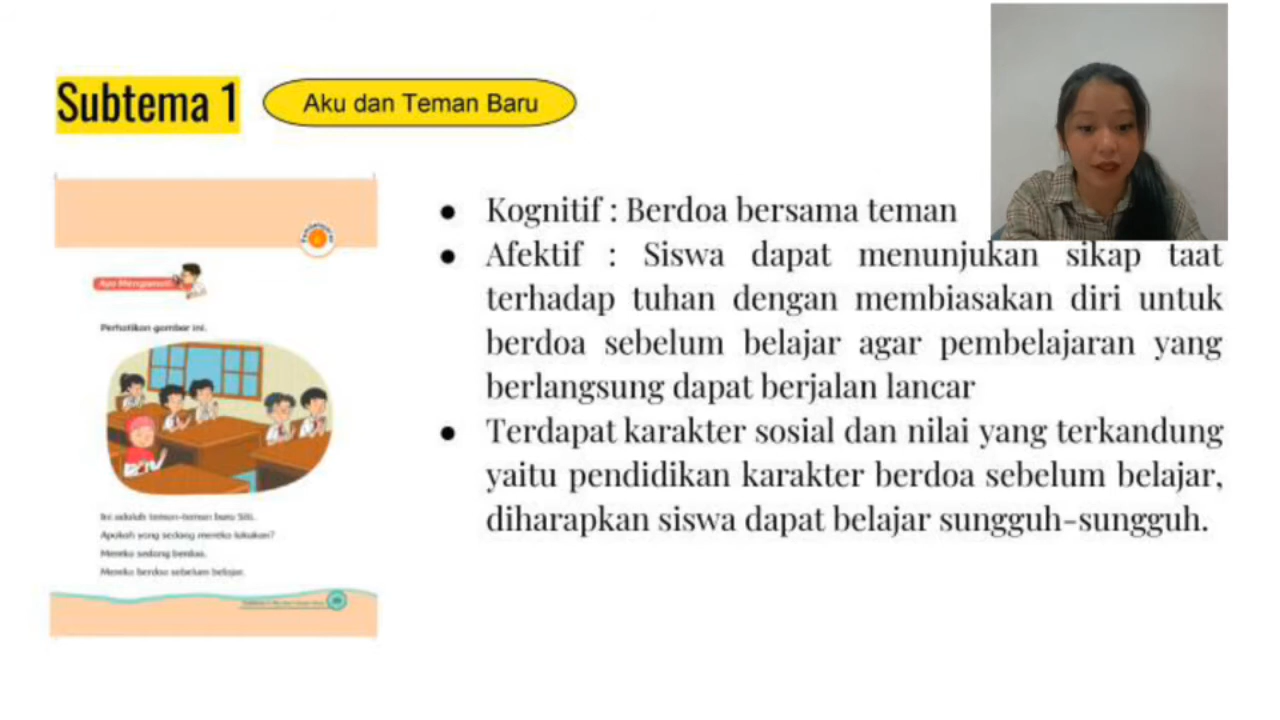 Subtema 1
Aku dan Teman Baru
Ayo Mengamati
Perhatikan gambar ini.
Ini adalah teman-teman baru Siti.
Apakah yang sedang mereka lakukan?
Mereka sedang berdoa.
Mereka berdoa sebelum belajar.
● Kognitif : Berdoa bersama teman
● Afektif : Siswa dapat menunjukan sikap taat
terhadap tuhan dengan membiasakan diri untuk
berdoa sebelum belajar agar pembelajaran yang
berlangsung dapat berjalan lancar
● Terdapat karakter sosial dan nilai yang terkandung
yaitu pendidikan karakter berdoa sebelum belajar,
diharapkan siswa dapat belajar sungguh-sungguh.